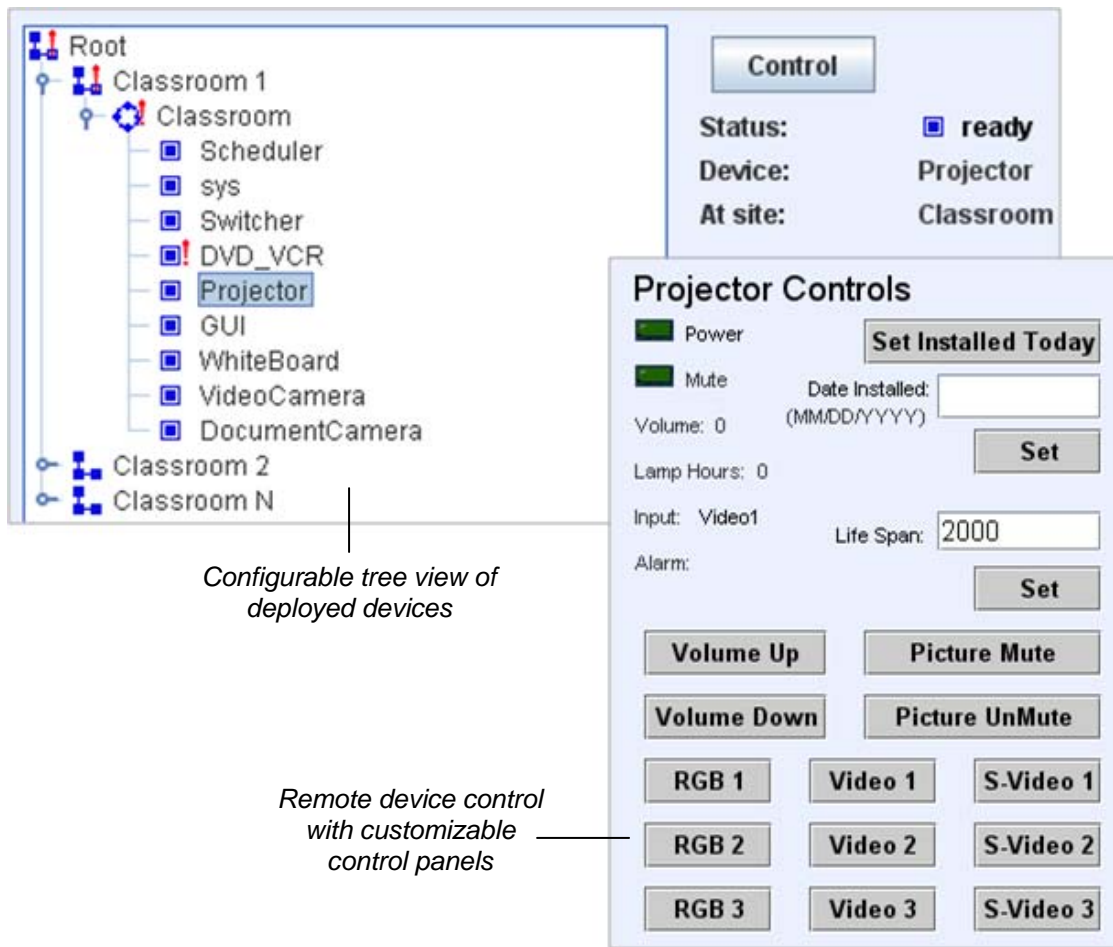 Root
Classroom 1
Classroom
Scheduler
sys
Switcher
DVD_VCR
Projector
GUI
WhiteBoard
VideoCamera
DocumentCamera
Classroom 2
Classroom N
Control
Status: ready
Device: Projector
At site: Classroom
Configurable tree view of
deployed devices
Projector Controls
Power
Set Installed Today
Mute
Date Installed:
(MM/DD/YYYY)
Volume: 0
Set
Lamp Hours: 0
Input: Video1
Life Span: 2000
Alarm:
Set
Volume Up
Picture Mute
Volume Down
Picture UnMute
RGB 1
Video 1
S-Video 1
RGB 2
Video 2
S-Video 2
RGB 3
Video 3
S-Video 3
Remote device control
with customizable
control panels